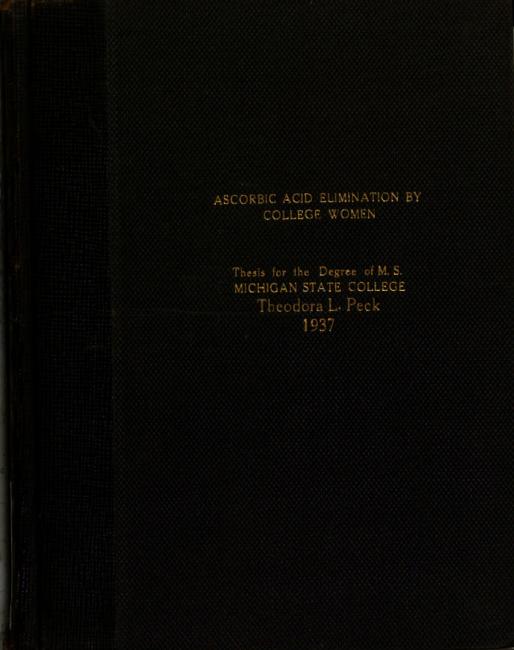 ASCORBIC ACID ELIMINATION BY
COLLEGE WOMEN
Thesis for the Degree of M. S.
MICHIGAN STATE COLLEGE
Theodora L. Peck
1937